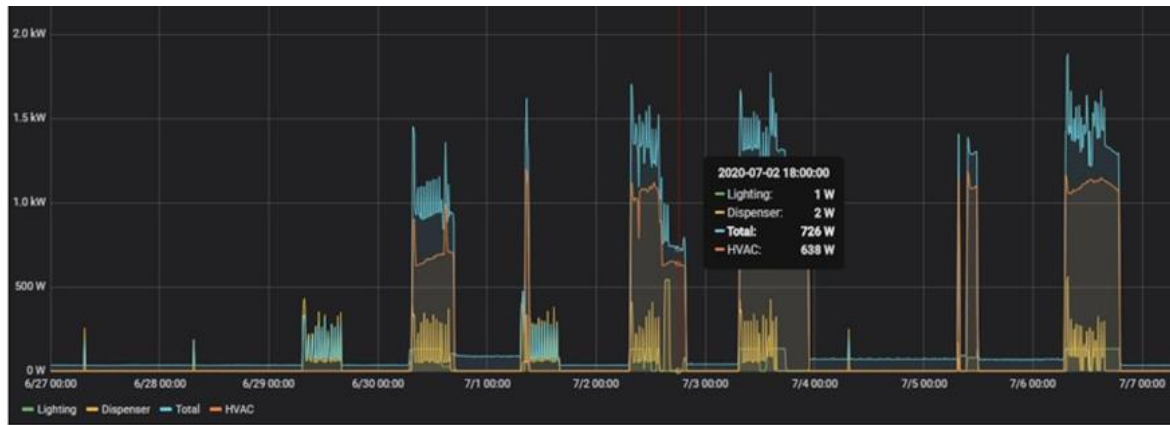 2.0 kW
1.5 kW
1.0 kW
500 W
0 W
2020-07-02 18:00:00
Lighting: 1 W
Dispenser: 2 W
Total: 726 W
HVAC: 638 W
6/27 00:00 6/28 00:00 6/29 00:00 6/30 00:00 7/1 00:00 7/2 00:00 7/3 00:00 7/4 00:00 7/5 00:00 7/6 00:00 7/7 00:00
Lighting Dispenser Total HVAC